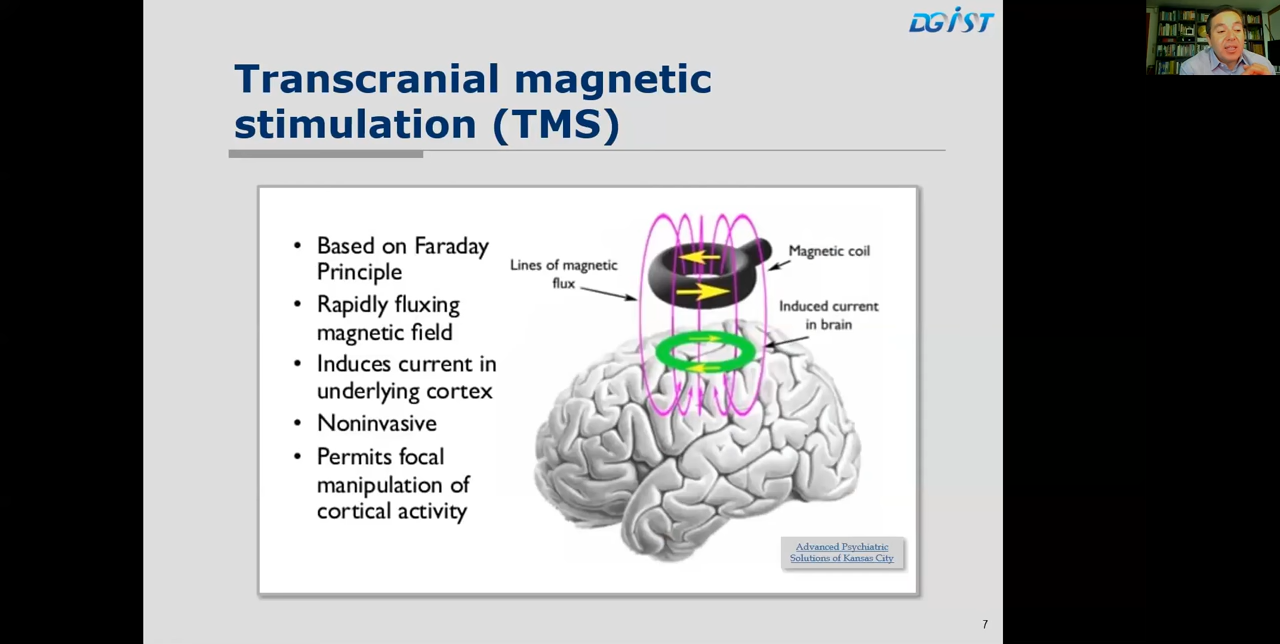 DGIST
Transcranial magnetic
stimulation (TMS)
• Based on Faraday
Principle
• Rapidly fluxing
magnetic field
• Induces current in
underlying cortex
• Noninvasive
• Permits focal
manipulation of
cortical activity
Lines of magnetic
flux
Magnetic coil
Induced current
in brain
Advanced Psychiatric
Solutions of Kansas City
7